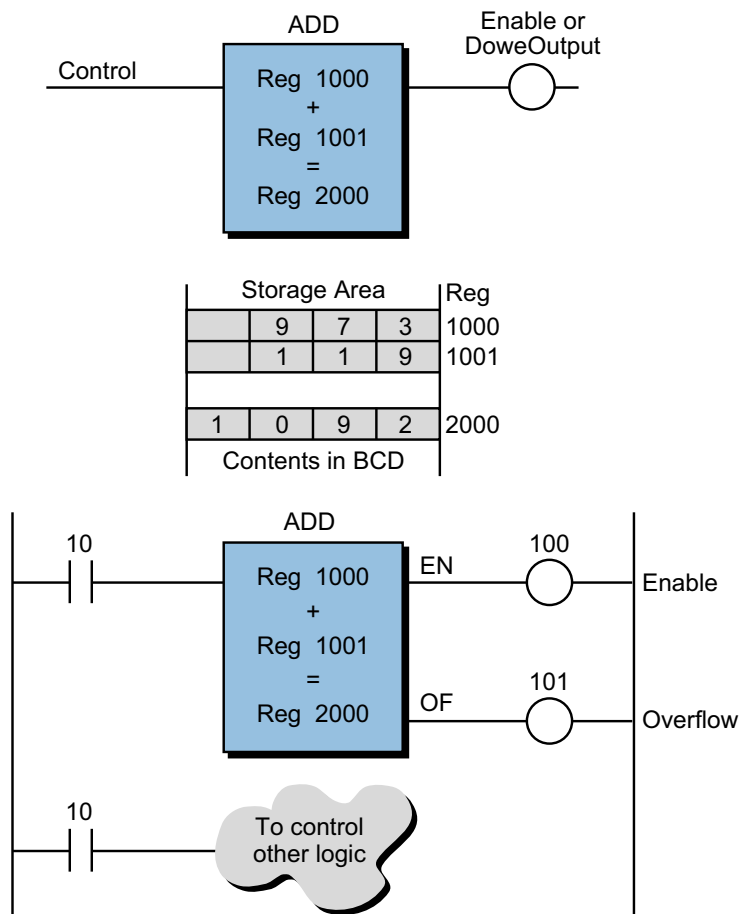 ADD
Enable or
DoweOutput
Control
Reg 1000
+
Reg 1001
=
Reg 2000
Storage Area Reg
9 7 3 1000
1 1 9 1001
1 0 9 2 2000
Contents in BCD
ADD
10
100
Reg 1000
EN
Enable
+
Reg 1001
=
101
Reg 2000
OF
Overflow
10
To control
other logic